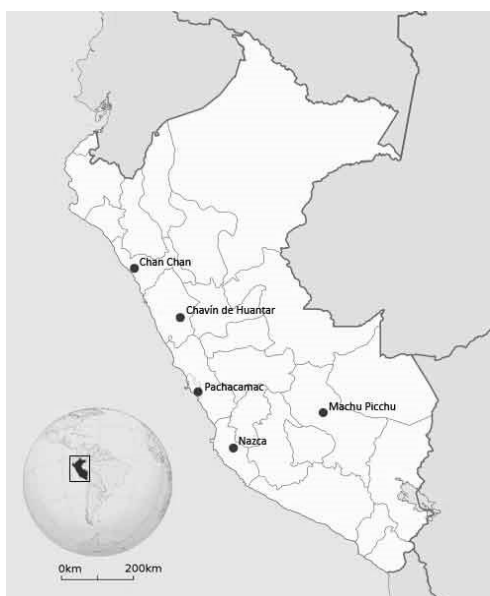 Chan Chan
Chavín de Huantar
Pachacamac
Machu Picchu
Nazca
0km 200km